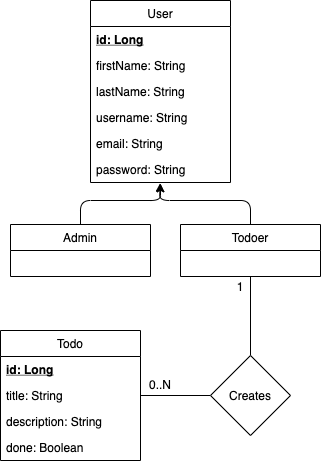 User
id: Long
firstName: String
lastName: String
username: String
email: String
password: String
Admin
Todoer
1
Todo
id: Long
title: String
description: String
done: Boolean
0..N
Creates